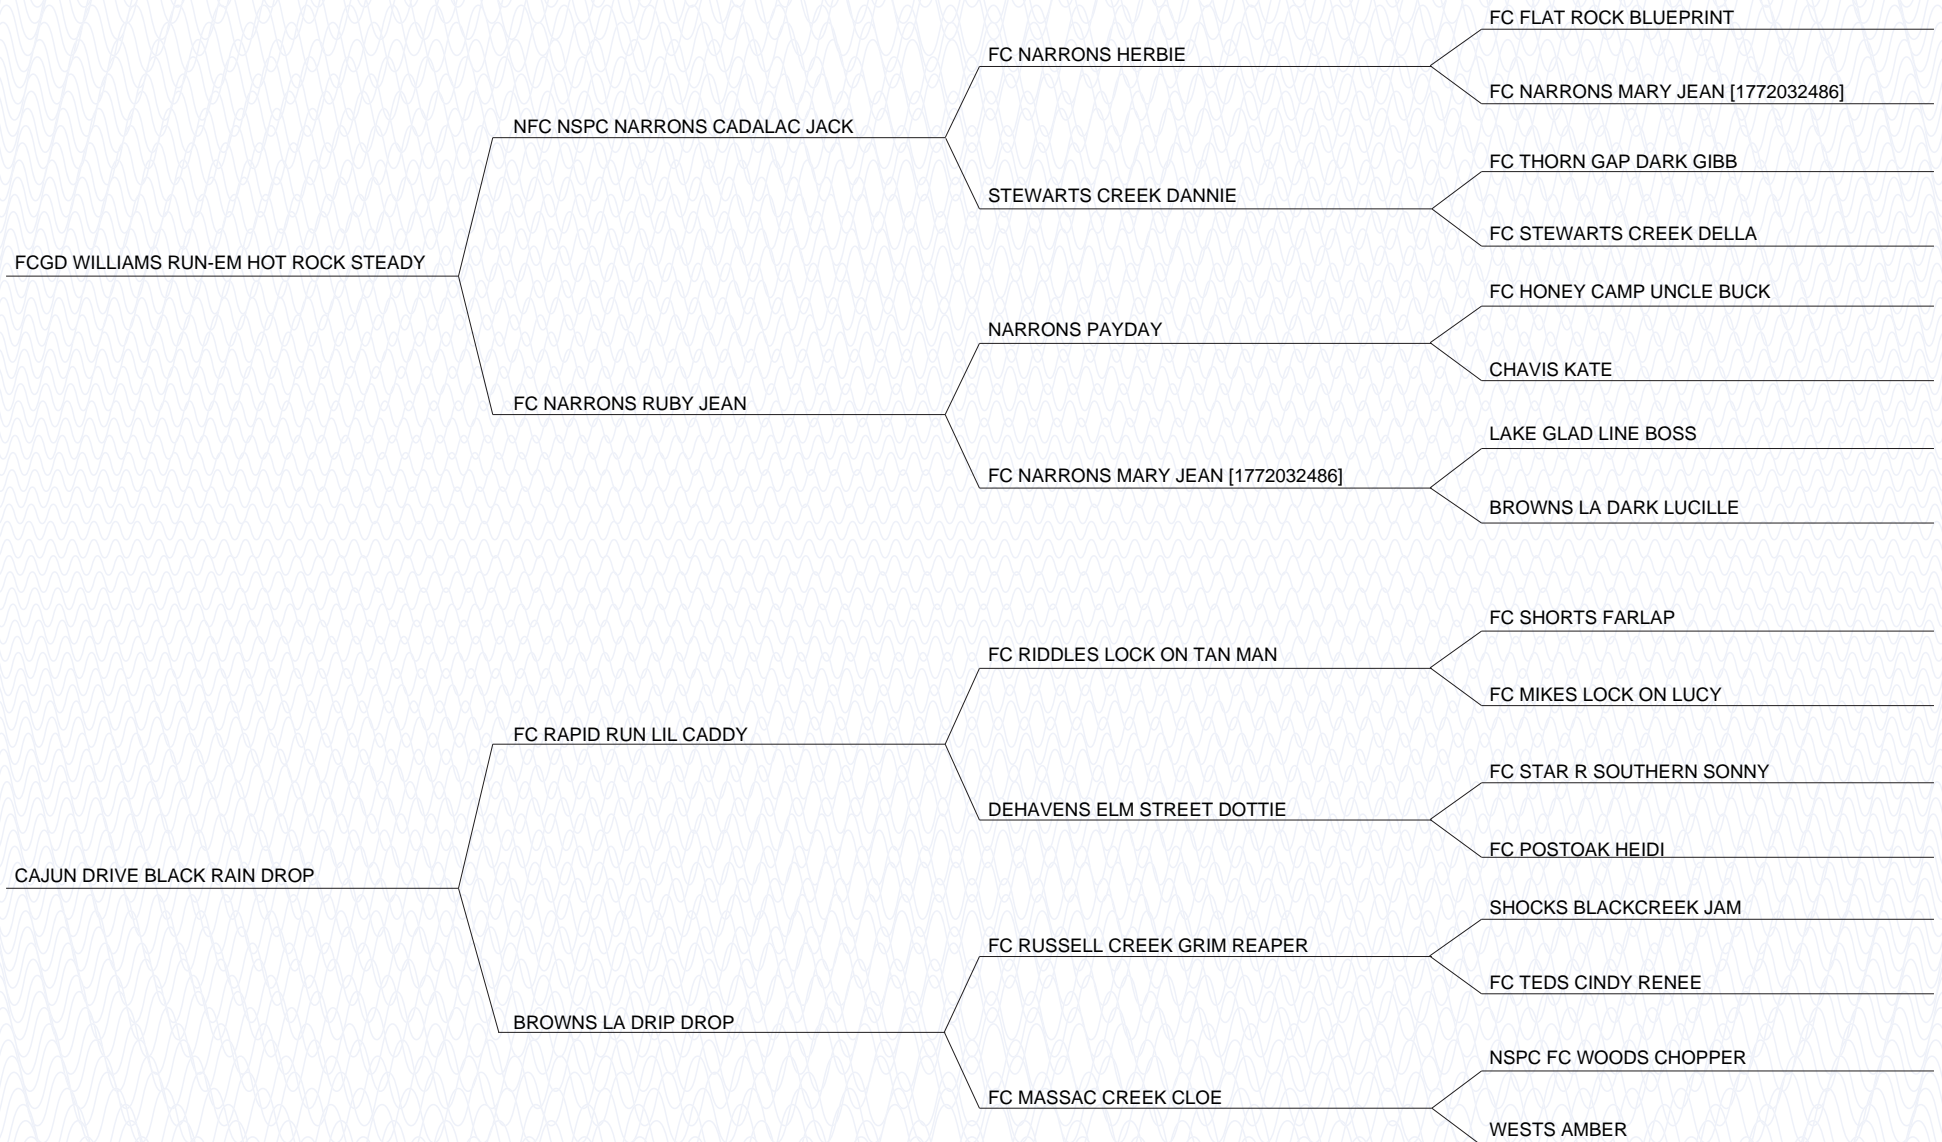 FC FLAT ROCK BLUEPRINT
FC NARRONS HERBIE
FC NARRONS MARY JEAN [1772032486]
NFC NSPC NARRONS CADALAC JACK
FC THORN GAP DARK GIBB
STEWARTS CREEK DANNIE
FC STEWARTS CREEK DELLA
FCGD WILLIAMS RUN-EM HOT ROCK STEADY
FC HONEY CAMP UNCLE BUCK
NARRONS PAYDAY
CHAVIS KATE
FC NARRONS RUBY JEAN
LAKE GLAD LINE BOSS
FC NARRONS MARY JEAN [1772032486]
BROWNS LA DARK LUCILLE
FC SHORTS FARLAP
FC RIDDLES LOCK ON TAN MAN
FC MIKES LOCK ON LUCY
FC RAPID RUN LIL CADDY
FC STAR R SOUTHERN SONNY
DEHAVENS ELM STREET DOTTIE
FC POSTOAK HEIDI
CAJUN DRIVE BLACK RAIN DROP
SHOCKS BLACKCREEK JAM
FC RUSSELL CREEK GRIM REAPER
FC TEDS CINDY RENEE
BROWNS LA DRIP DROP
NSPC FC WOODS CHOPPER
FC MASSAC CREEK CLOE
WESTS AMBER